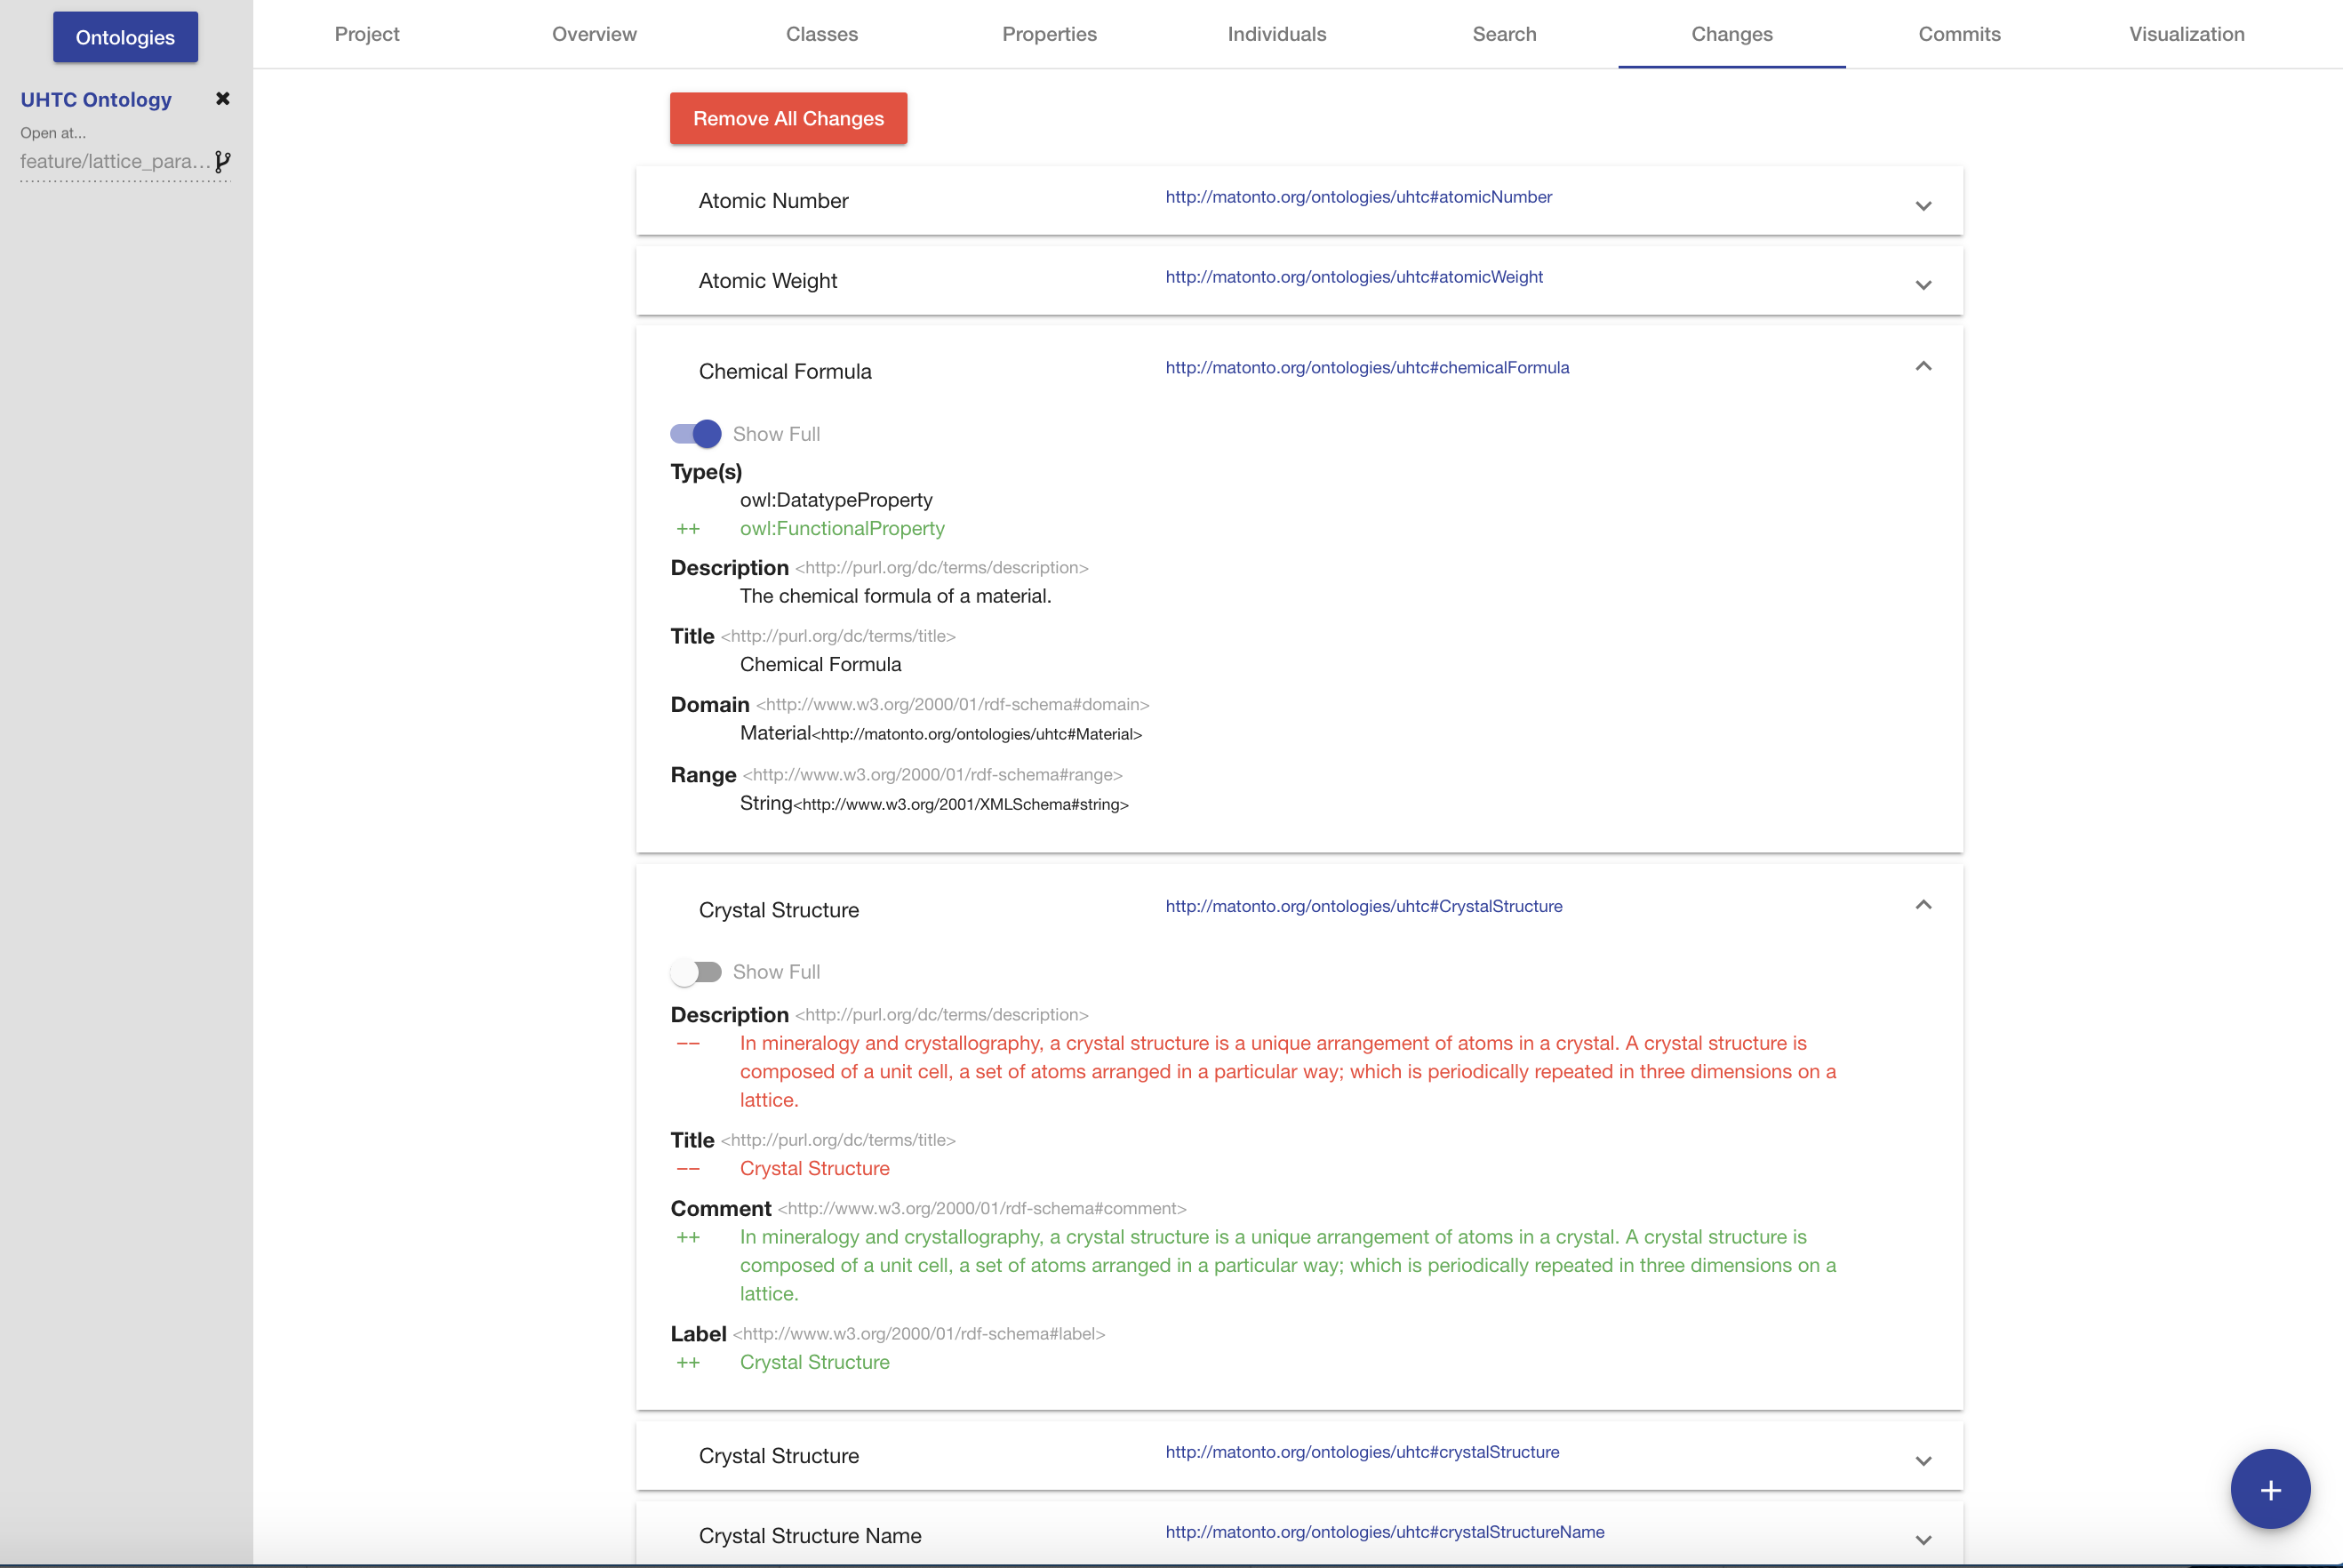 Ontologies
UHTC Ontology
Open at...
feature/lattice_para...
Project
Overview
Classes
Properties
Individuals
Search
Changes
Commits
Visualization
Remove All Changes
Atomic Number
http://matonto.org/ontologies/uhtc#atomicNumber
Atomic Weight
http://matonto.org/ontologies/uhtc#atomicWeight
Chemical Formula
http://matonto.org/ontologies/uhtc#chemicalFormula
Show Full
Type(s)
owl:DatatypeProperty
++ owl:FunctionalProperty
Description <http://purl.org/dc/terms/description>
The chemical formula of a material.
Title <http://purl.org/dc/terms/title>
Chemical Formula
Domain <http://www.w3.org/2000/01/rdf-schema#domain>
Material<http://matonto.org/ontologies/uhtc#Material>
Range <http://www.w3.org/2000/01/rdf-schema#range>
String<http://www.w3.org/2001/XMLSchema#string>
Crystal Structure
http://matonto.org/ontologies/uhtc#CrystalStructure
Show Full
Description <http://purl.org/dc/terms/description>
-- In mineralogy and crystallography, a crystal structure is a unique arrangement of atoms in a crystal. A crystal structure is
composed of a unit cell, a set of atoms arranged in a particular way; which is periodically repeated in three dimensions on a
lattice.
Title <http://purl.org/dc/terms/title>
-- Crystal Structure
Comment <http://www.w3.org/2000/01/rdf-schema#comment>
++ In mineralogy and crystallography, a crystal structure is a unique arrangement of atoms in a crystal. A crystal structure is
composed of a unit cell, a set of atoms arranged in a particular way; which is periodically repeated in three dimensions on a
lattice.
Label <http://www.w3.org/2000/01/rdf-schema#label>
++ Crystal Structure
Crystal Structure
http://matonto.org/ontologies/uhtc#crystalStructure
Crystal Structure Name
http://matonto.org/ontologies/uhtc#crystalStructureName